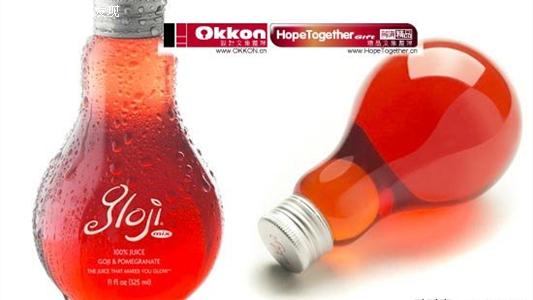 Okkon
www.OKKON.cn
HopeTogether Gift
www.HopeTogether.cn
gloji
mix
100% JUICE
GOJI & POMEGRANATE
THE JUICE THAT MAKES YOU GLOW™
11 fl oz (325 ml)